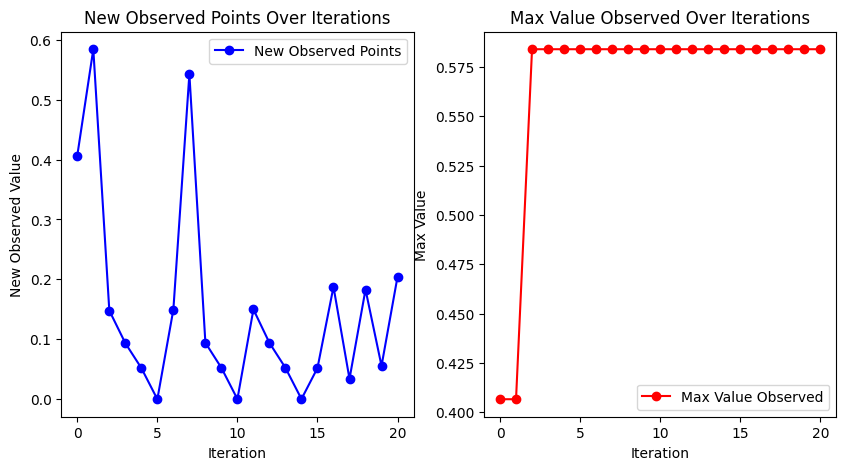 New Observed Points Over Iterations
New Observed Points
New Observed Value
0.6
0.5
0.4
0.3
0.2
0.1
0.0
0 5 10 15 20
Iteration
Max Value Observed Over Iterations
Max Value
0.575
0.550
0.525
0.500
0.475
0.450
0.425
0.400
Max Value Observed
0 5 10 15 20
Iteration